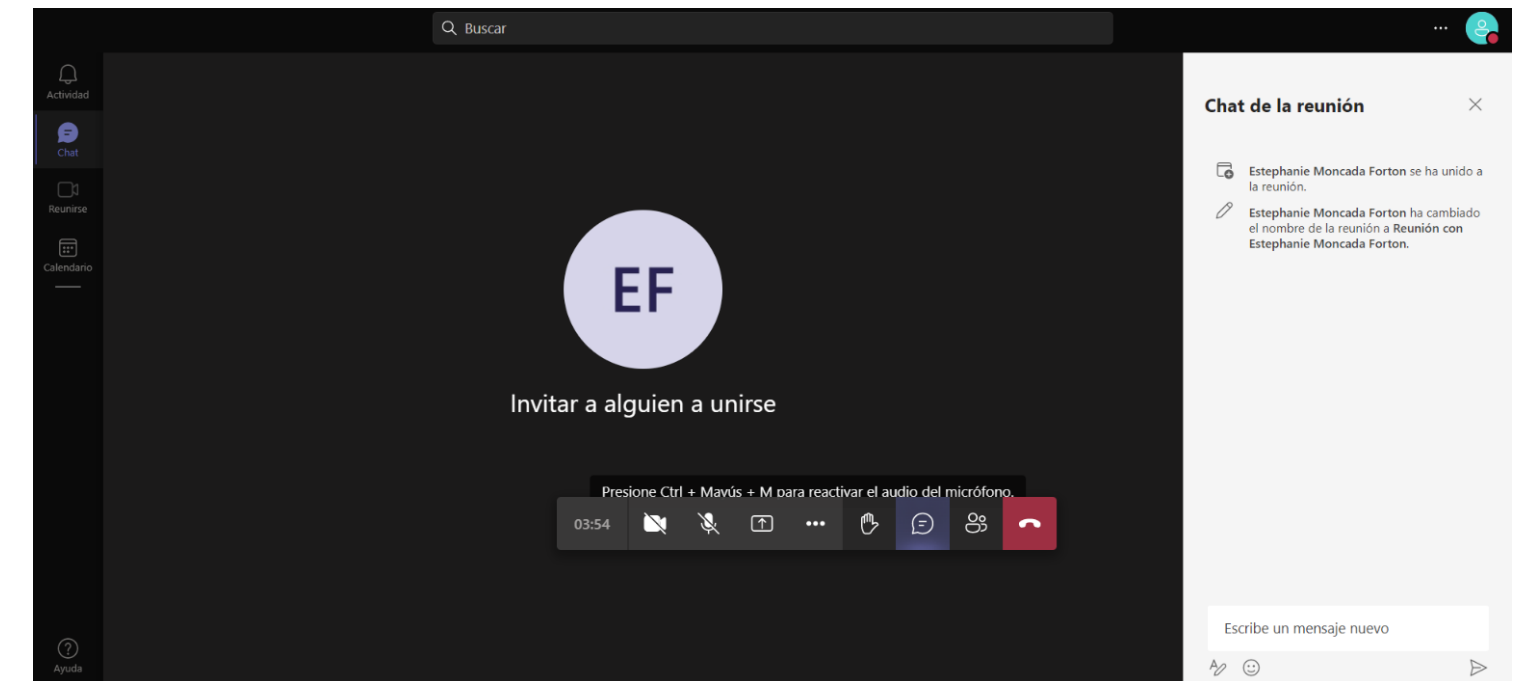 Buscar
Actividad
Chat
Reunirse
Calendario
Ayuda
EF
Invitar a alguien a unirse
Presione Ctrl + Mayús + M para reactivar el audio del micrófono.
03:54
Chat de la reunión
Estephanie Moncada Forton se ha unido a
la reunión.
Estephanie Moncada Forton ha cambiado
el nombre de la reunión a Reunión con
Estephanie Moncada Forton.
Escribe un mensaje nuevo